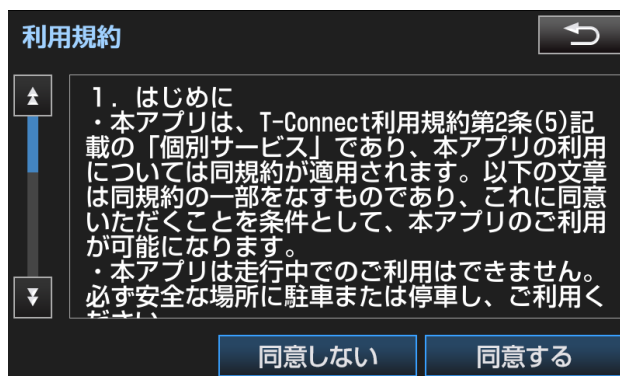 利用規約
1. はじめに
・本アプリは、T-Connect利用規約第2条(5)記
載の「個別サービス」であり、本アプリの利用
については同規約が適用されます。以下の文章
は同規約の一部をなすものであり、これに同意
いただくことを条件として、本アプリのご利用
が可能になります。
・本アプリは走行中でのご利用はできません。
必ず安全な場所に駐車または停車し、ご利用く
ださい。
同意しない
同意する